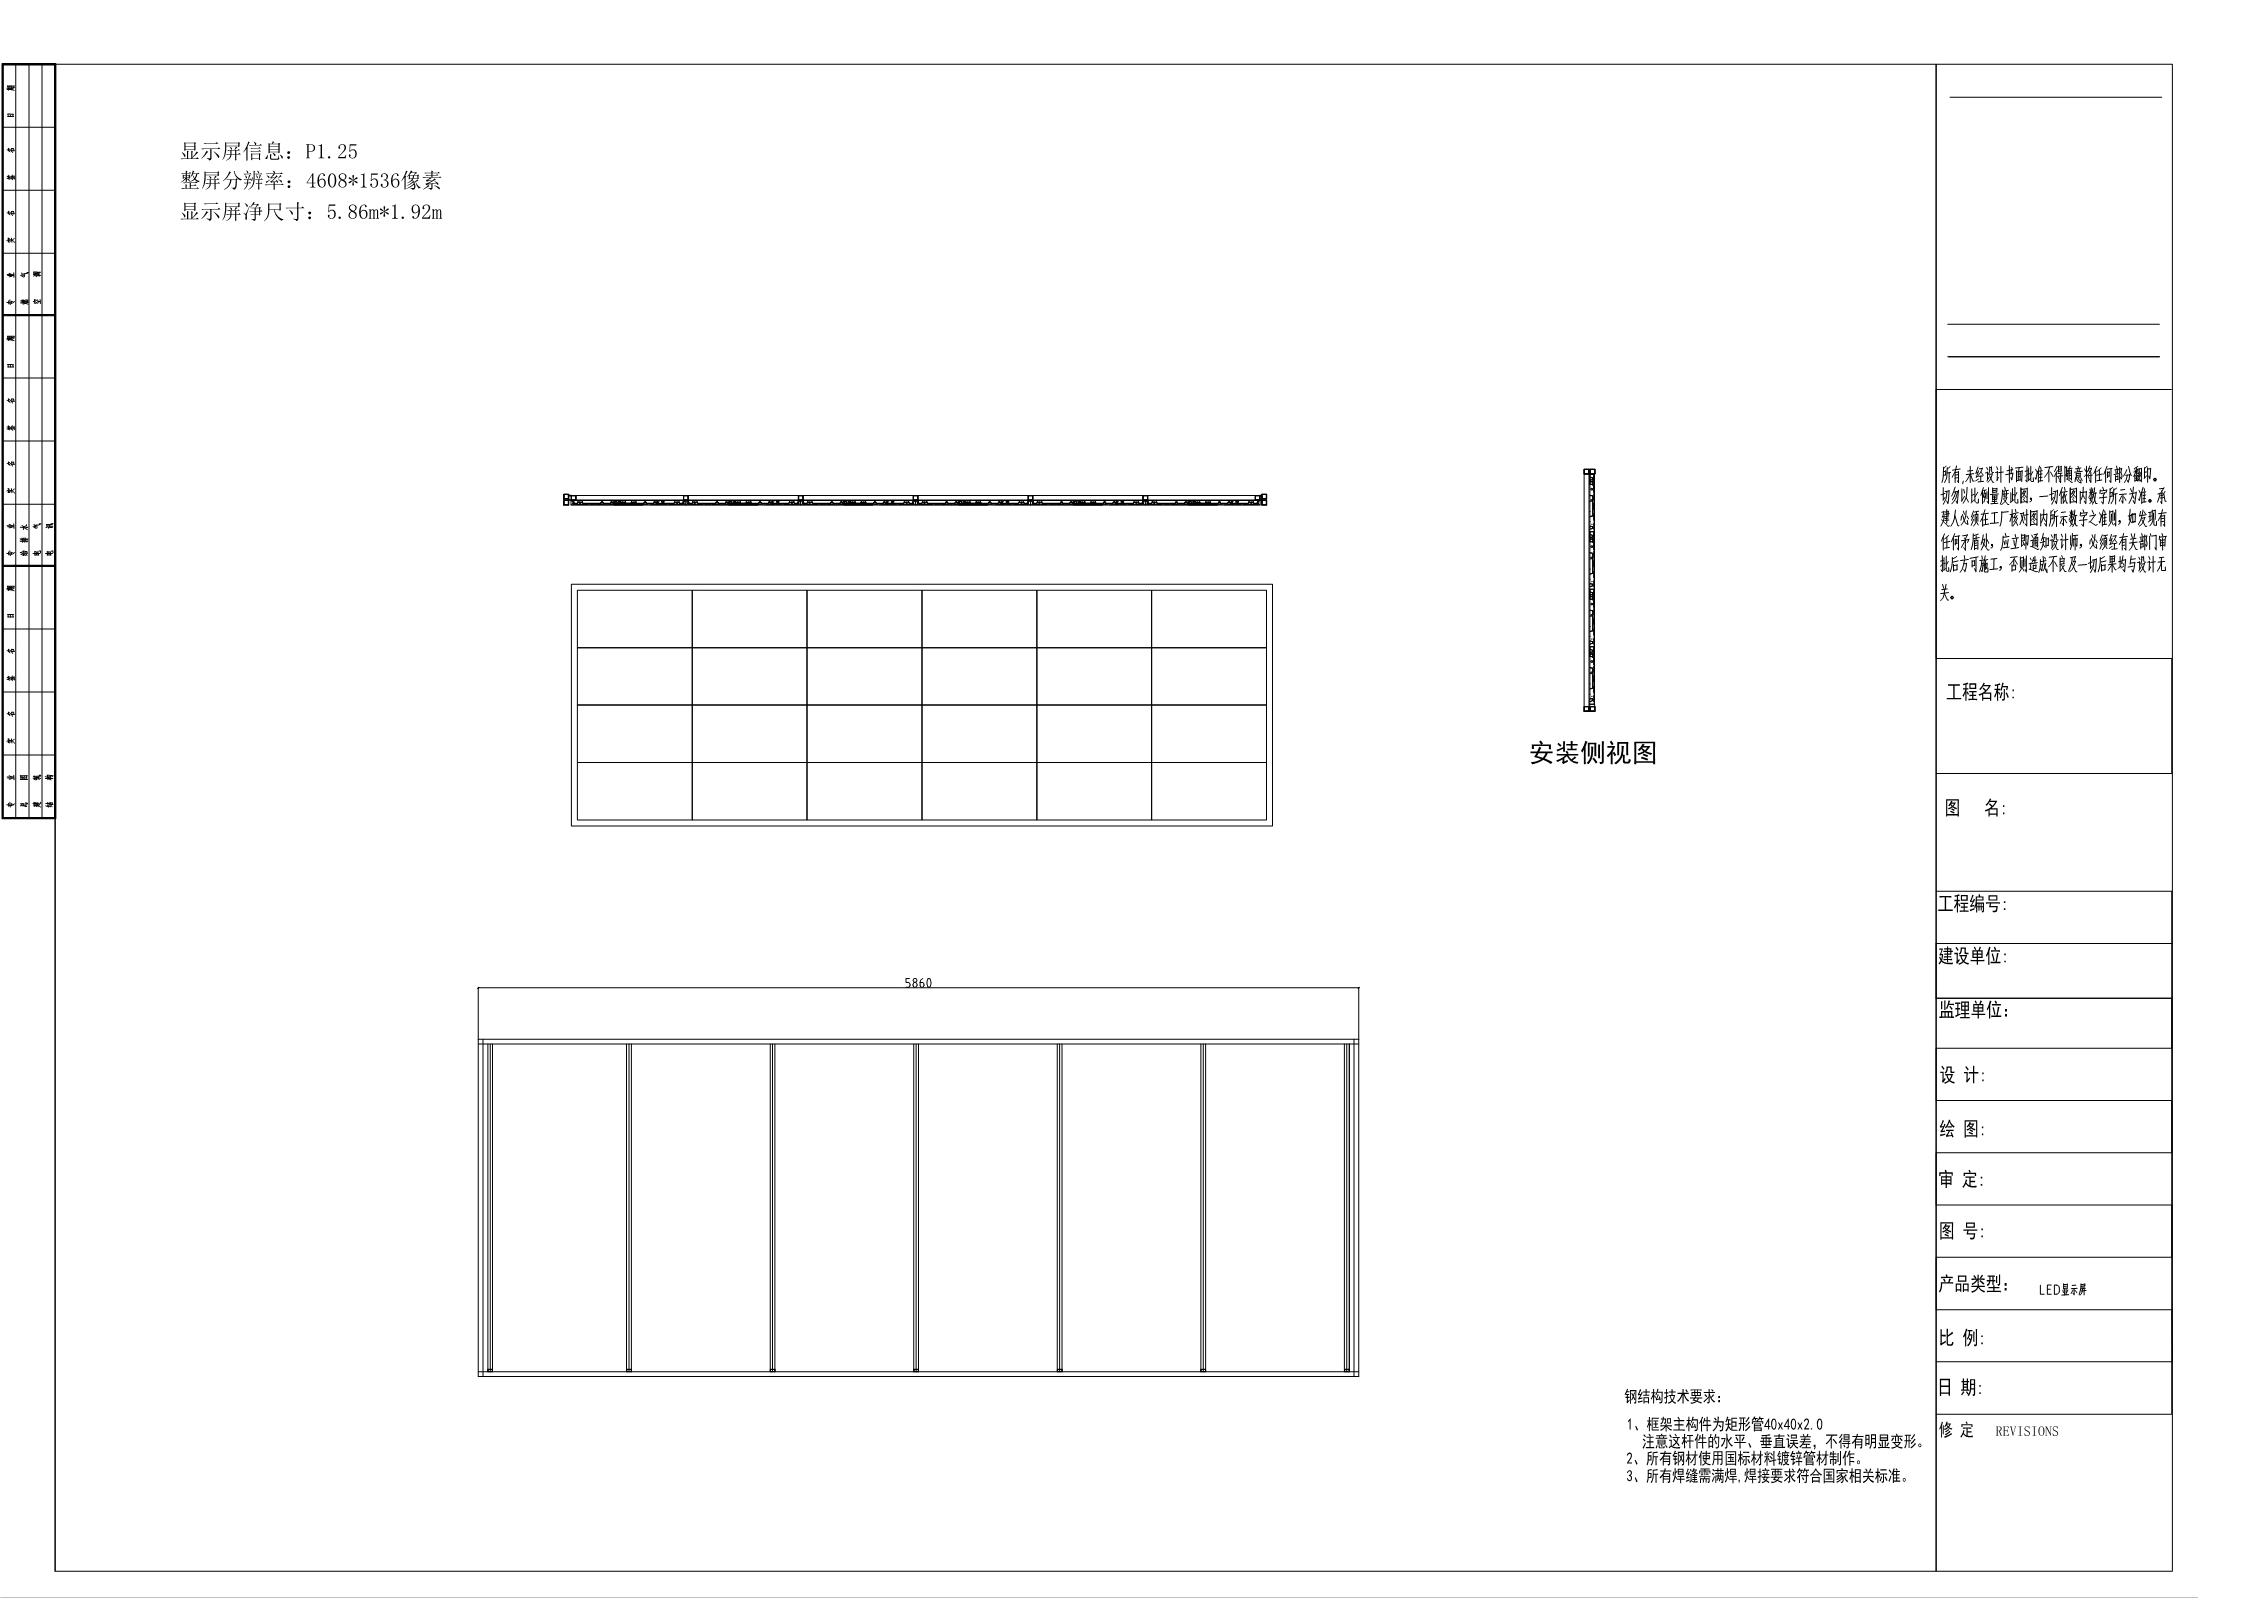 显示屏信息：P1.25
整屏分辨率：4608*1536像素
显示屏净尺寸：5.86m*1.92m
安装侧视图
5860
钢结构技术要求：
1、框架主构件为矩形管40x40x2.0
注意这杆件的水平、垂直误差，不得有明显变形。
2、所有钢材使用国标材料镀锌管材制作。
3、所有焊缝需满焊,焊接要求符合国家相关标准。
所有,未经设计书面批准不得随意将任何部分翻印。
切勿以比例量度此图，一切依图内数字所示为准。承
建人必须在工厂核对图内所示数字之准则，如发现有
任何矛盾处，应立即通知设计师，必须经有关部门审
批后方可施工，否则造成不良及一切后果均与设计无
关。
工程名称：
图 名：
工程编号：
建设单位：
监理单位：
设 计：
绘 图：
审 定：
图 号：
产品类型： LED显示屏
比 例：
日 期：
修 定 REVISIONS